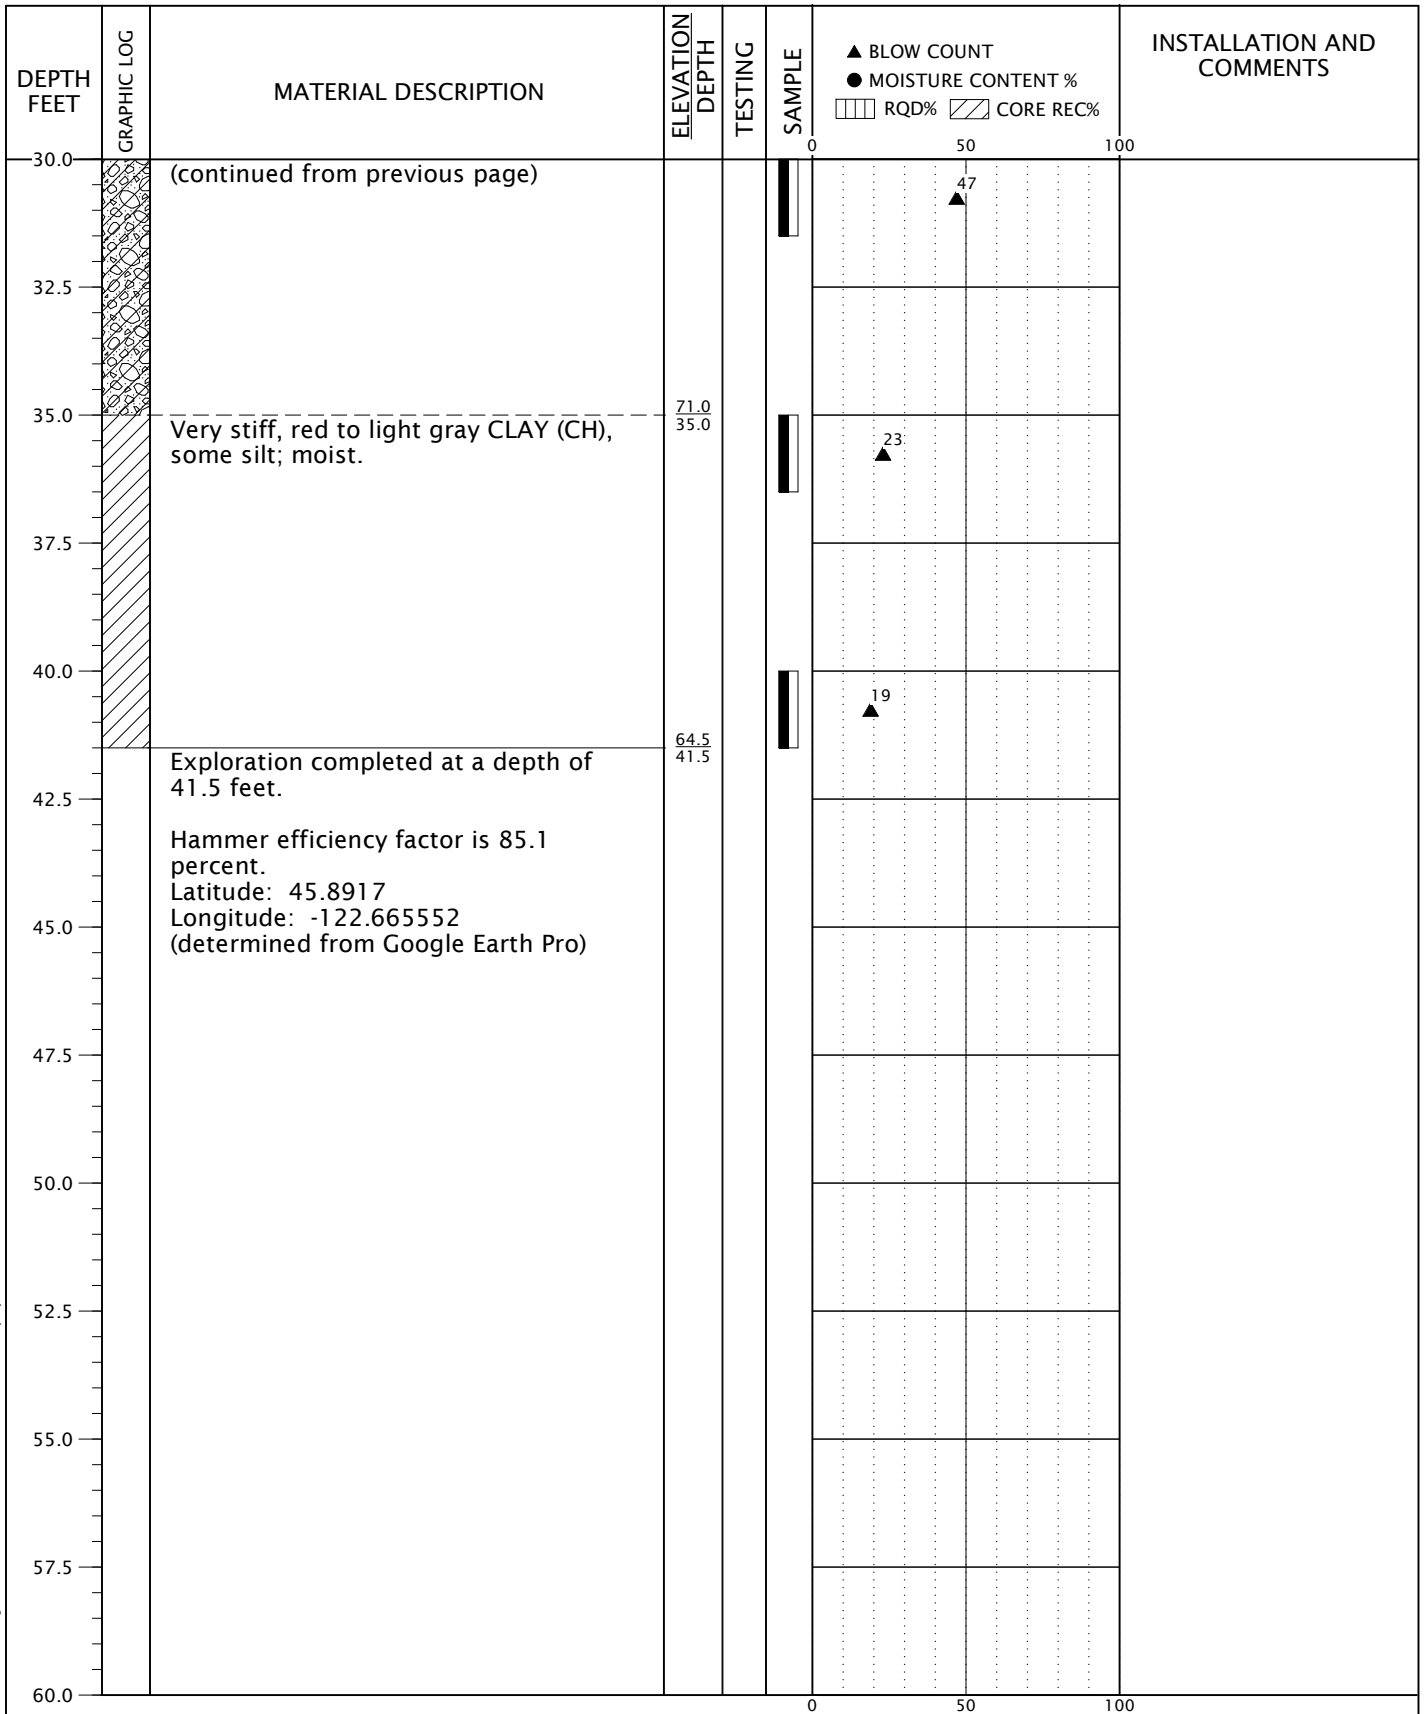 DEPTH
FEET
GRAPHIC LOG
MATERIAL DESCRIPTION
ELEVATION
DEPTH
TESTING
SAMPLE
▲ BLOW COUNT
● MOISTURE CONTENT %
RQD% CORE REC%
INSTALLATION AND
COMMENTS
0 50 100
30.0
(continued from previous page)
47
32.5
35.0
71.0
35.0
Very stiff, red to light gray CLAY (CH),
some silt; moist.
23
37.5
40.0
19
64.5
41.5
Exploration completed at a depth of
41.5 feet.
42.5
Hammer efficiency factor is 85.1
percent.
Latitude: 45.8917
Longitude: -122.665552
(determined from Google Earth Pro)
45.0
47.5
50.0
52.5
55.0
57.5
60.0
0 50 100